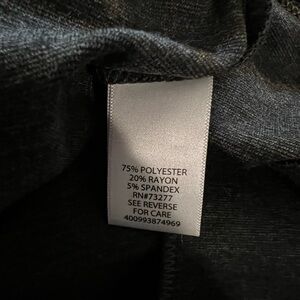 75% POLYESTER
20% RAYON
5% SPANDEX
RN#73277
SEE REVERSE
FOR CARE
400993874969